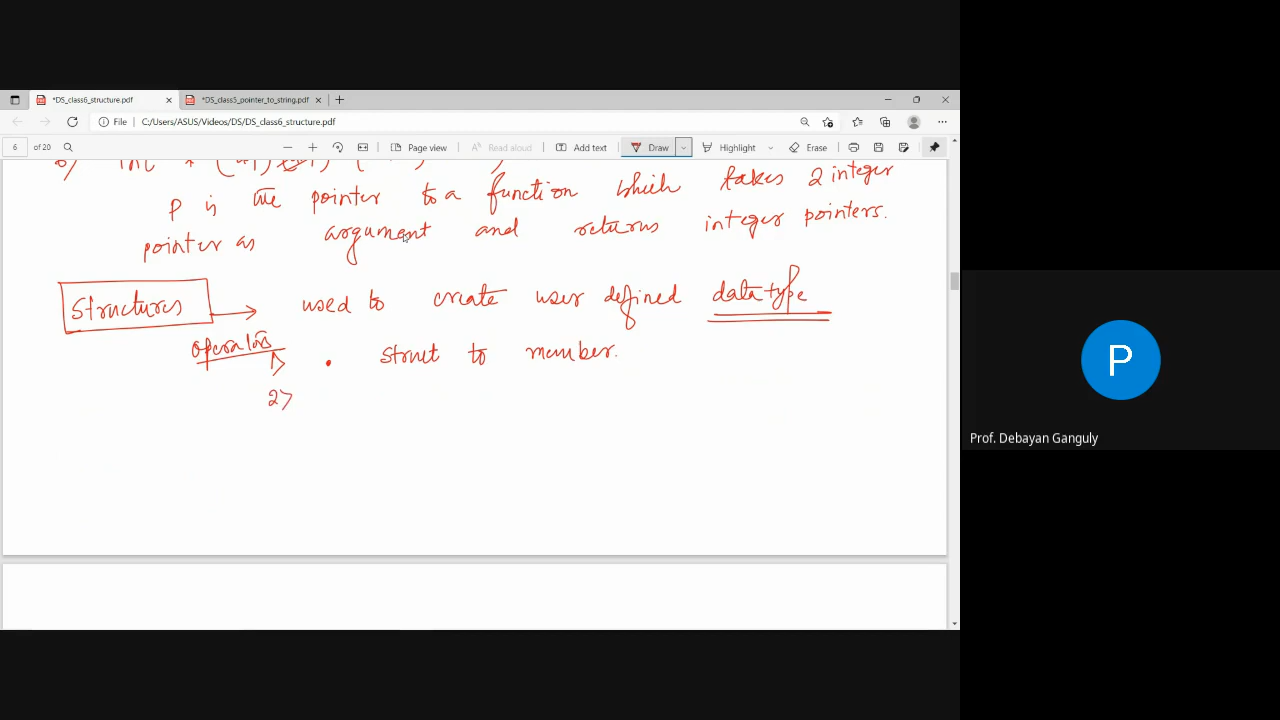 *DS_class6_structure.pdf
*DS_class5_pointer_to_string.pdf
File C:/Users/ASUS/Videos/DS/DS_class6_structure.pdf
6 of 20 Page view Read aloud Add text Draw Highlight Erase
P is the pointer to a function which takes 2 integer
pointer as argument and returns integer pointers.
Structures → used to create user defined datatype
operators
1> . struct to member.
2>
P
Prof. Debayan Ganguly